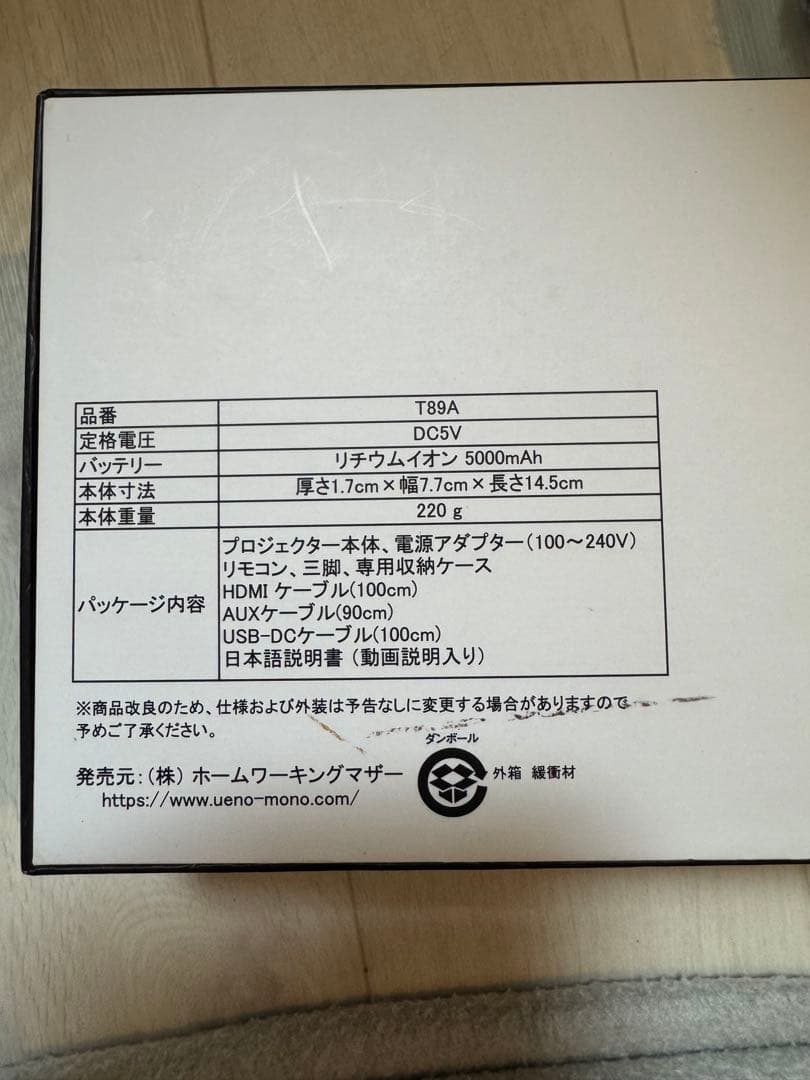 品番 T89A
定格電圧 DC5V
バッテリー リチウムイオン 5000mAh
本体寸法 厚さ1.7cm×幅7.7cm×長さ14.5cm
本体重量 220ｇ
パッケージ内容
プロジェクター本体、電源アダプター（100～240V）
リモコン、三脚、専用収納ケース
HDMI ケーブル(100cm)
AUXケーブル(90cm)
USB-DCケーブル(100cm)
日本語説明書（動画説明入り）
※商品改良のため、仕様および外装は予告なしに変更する場合がありますので
予めご了承ください。
ダンボール
外箱 緩衝材
発売元：（株） ホームワーキングマザー
https://www.ueno-mono.com/